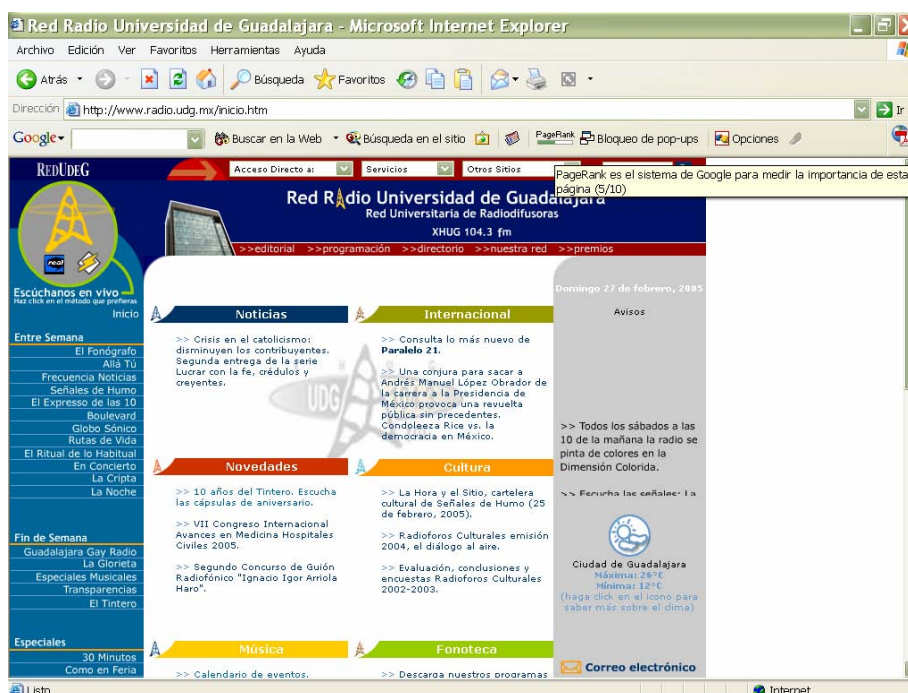 Red Radio Universidad de Guadalajara - Microsoft Internet Explorer
Archivo Edición Ver Favoritos Herramientas Ayuda
Atrás Búsqueda Favoritos
Dirección http://www.radio.udg.mx/inicio.htm Ir
Google Buscar en la Web Búsqueda en el sitio PageRank Bloqueo de pop-ups Opciones
PageRank es el sistema de Google para medir la importancia de esta
página (5/10)
REDUDEG
Acceso Directo a: Servicios Otros Sitios
Red Rádio Universidad de Guadalajara
Red Universitaria de Radiodifusoras
XHUG 104.3 fm
>>editorial >>programación >>directorio >>nuestra red >>premios
real
Escúchanos en vivo
Haz click en el método que prefieras
Inicio
Entre Semana
El Fonógrafo
Allá Tú
Frecuencia Noticias
Señales de Humo
El Expresso de las 10
Boulevard
Globo Sónico
Rutas de Vida
El Ritual de lo Habitual
En Concierto
La Cripta
La Noche
Fin de Semana
Guadalajara Gay Radio
La Glorieta
Especiales Musicales
Transparencias
El Tintero
Especiales
30 Minutos
Como en Feria
Noticias
>> Crisis en el catolicismo:
disminuyen los contribuyentes.
Segunda entrega de la serie
Lucrar con la fe, crédulos y
creyentes.
Internacional
>> Consulta lo más nuevo de
Paralelo 21.
>> Una conjura para sacar a
Andrés Manuel López Obrador de
la carrera a la Presidencia de
México provoca una revuelta
pública sin precedentes.
Condoleeza Rice vs. la
democracia en México.
UDG
Novedades
>> 10 años del Tintero. Escucha
las cápsulas de aniversario.
>> VII Congreso Internacional
Avances en Medicina Hospitales
Civiles 2005.
>> Segundo Concurso de Guión
Radiofónico "Ignacio Igor Arriola
Haro".
Cultura
>> La Hora y el Sitio, cartelera
cultural de Señales de Humo (25
de febrero, 2005).
>> Radioforos Culturales emisión
2004, el diálogo al aire.
>> Evaluación, conclusiones y
encuestas Radioforos Culturales
2002-2003.
Música
>> Calendario de eventos.
Fonoteca
>> Descarga nuestros programas
Domingo 27 de febrero, 2005
Avisos
>> Todos los sábados a las
10 de la mañana la radio se
pinta de colores en la
Dimensión Colorida.
>> Escucha las señales: La
Ciudad de Guadalajara
Máxima: 26°C
Mínima: 12°C
(haga click en el icono para
saber más sobre el clima)
Correo electrónico
Listo Internet